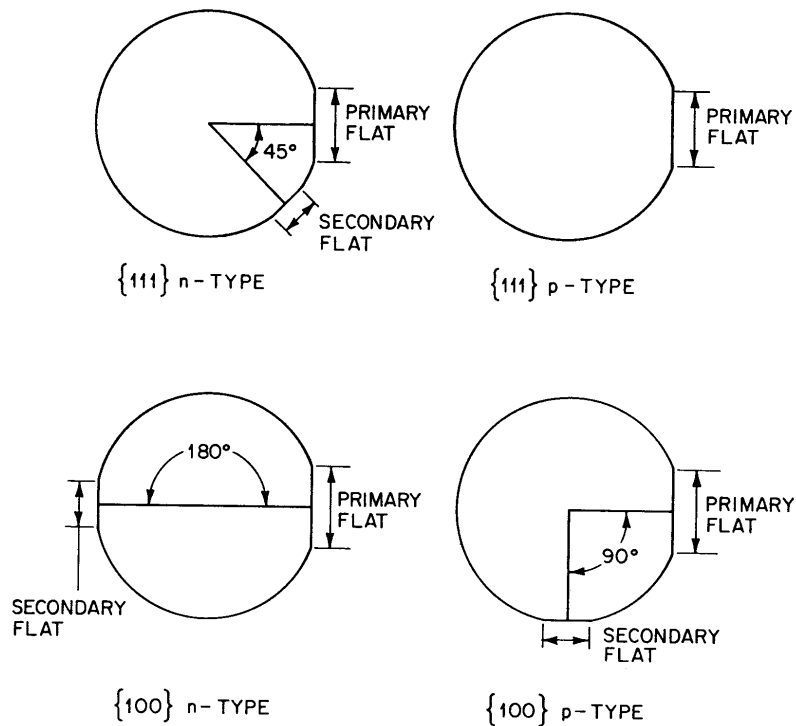 PRIMARY
FLAT
45°
SECONDARY
FLAT
{111} n-TYPE
PRIMARY
FLAT
{111} p-TYPE
180°
PRIMARY
FLAT
SECONDARY
FLAT
{100} n-TYPE
PRIMARY
FLAT
90°
SECONDARY
FLAT
{100} p-TYPE